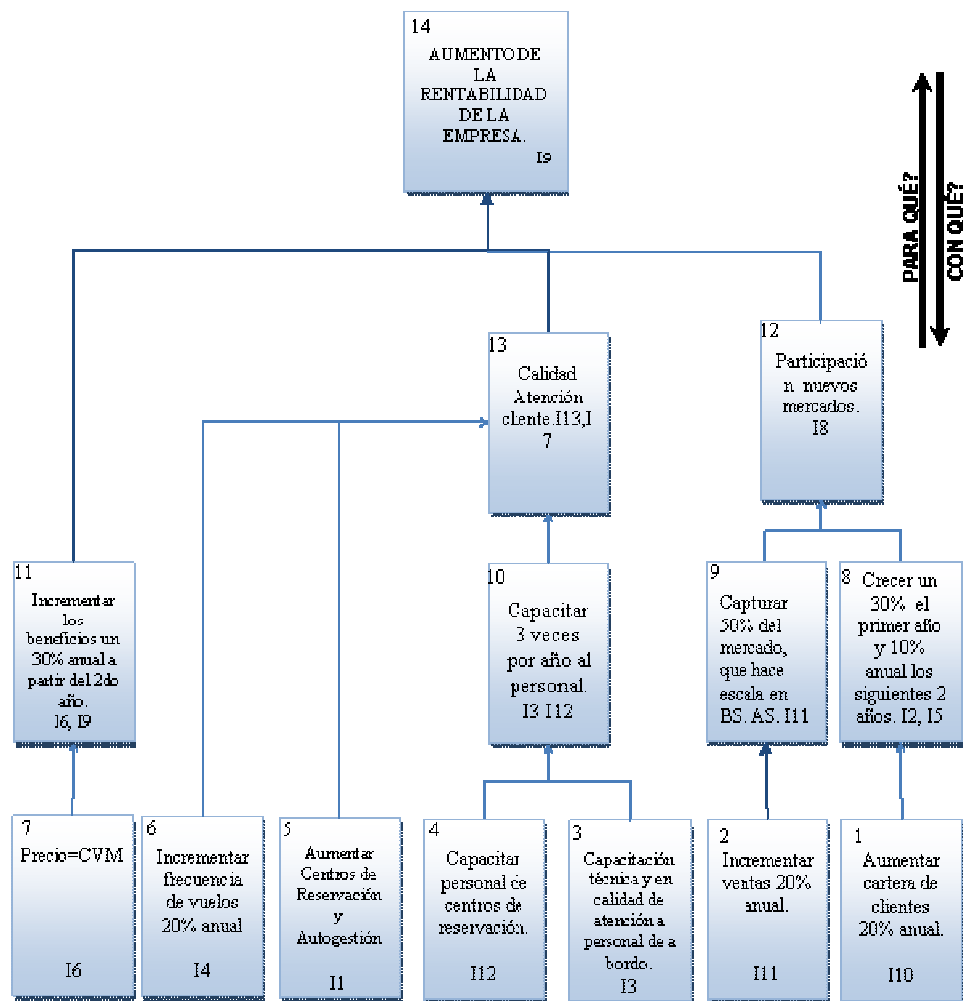 14
AUMENTO DE
LA
RENTABILIDAD
DE LA
EMPRESA.
I9
PARA QUÉ?
CON QUÉ?
13
Calidad
Atención
cliente.I13,I
7
12
Participació
n nuevos
mercados.
I8
11
Incrementar
los
beneficios un
30% anual a
partir del 2do
año.
I6, I9
10
Capacitar
3 veces
por año al
personal.
I3 I12
9
Capturar
50% del
mercado,
que hace
escala en
BS. AS. I11
8
Crecer un
30% el
primer año
y 10%
anual los
siguientes 2
años. I2, I5
7
Precio=CVM
I6
6
Incrementar
frecuencia
de vuelos
20% anual
I4
5
Aumentar
Centros de
Reservación
y
Autogestión
I1
4
Capacitar
personal de
centros de
reservación.
I12
3
Capacitación
técnica y en
calidad de
atención a
personal de a
bordo.
I3
2
Incrementar
ventas 20%
anual.
I11
1
Aumentar
cartera de
clientes
20% anual.
I10